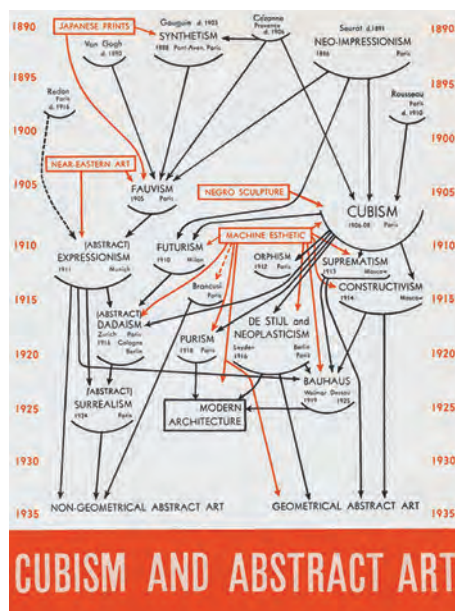 1890
JAPANESE PRINTS
Gauguin d. 1903
SYNTHETISM
1888 Pont-Aven, Paris
Cézanne
Provence
d. 1906
Seurat d. 1891
NEO-IMPRESSIONISM
1886 Paris
1890
Van Gogh
d. 1890
1895
Redon
Paris
d. 1916
Rousseau
Paris
d. 1910
1895
1900
1900
NEAR-EASTERN ART
1905
FAUVISM
1905 Paris
NEGRO SCULPTURE
CUBISM
1906-08 Paris
1905
1910
(ABSTRACT)
EXPRESSIONISM
1911 Munich
FUTURISM
1910 Milan
MACHINE ESTHETIC
ORPHISM
1912 Paris
SUPREMATISM
1913 Moscow
1910
Brancusi
Paris
CONSTRUCTIVISM
1914 Moscow
1915
(ABSTRACT)
DADAISM
Zurich Paris
1916 Cologne
Berlin
PURISM
1918 Paris
DE STIJL and
NEOPLASTICISM
Leyden Berlin
1916 Paris
1915
1920
BAUHAUS
Weimar Dessau
1919 1925
1920
(ABSTRACT)
SURREALISM
1924 Paris
MODERN
ARCHITECTURE
1925
1925
1930
1930
1935
NON-GEOMETRICAL ABSTRACT ART
GEOMETRICAL ABSTRACT ART
1935
CUBISM AND ABSTRACT ART